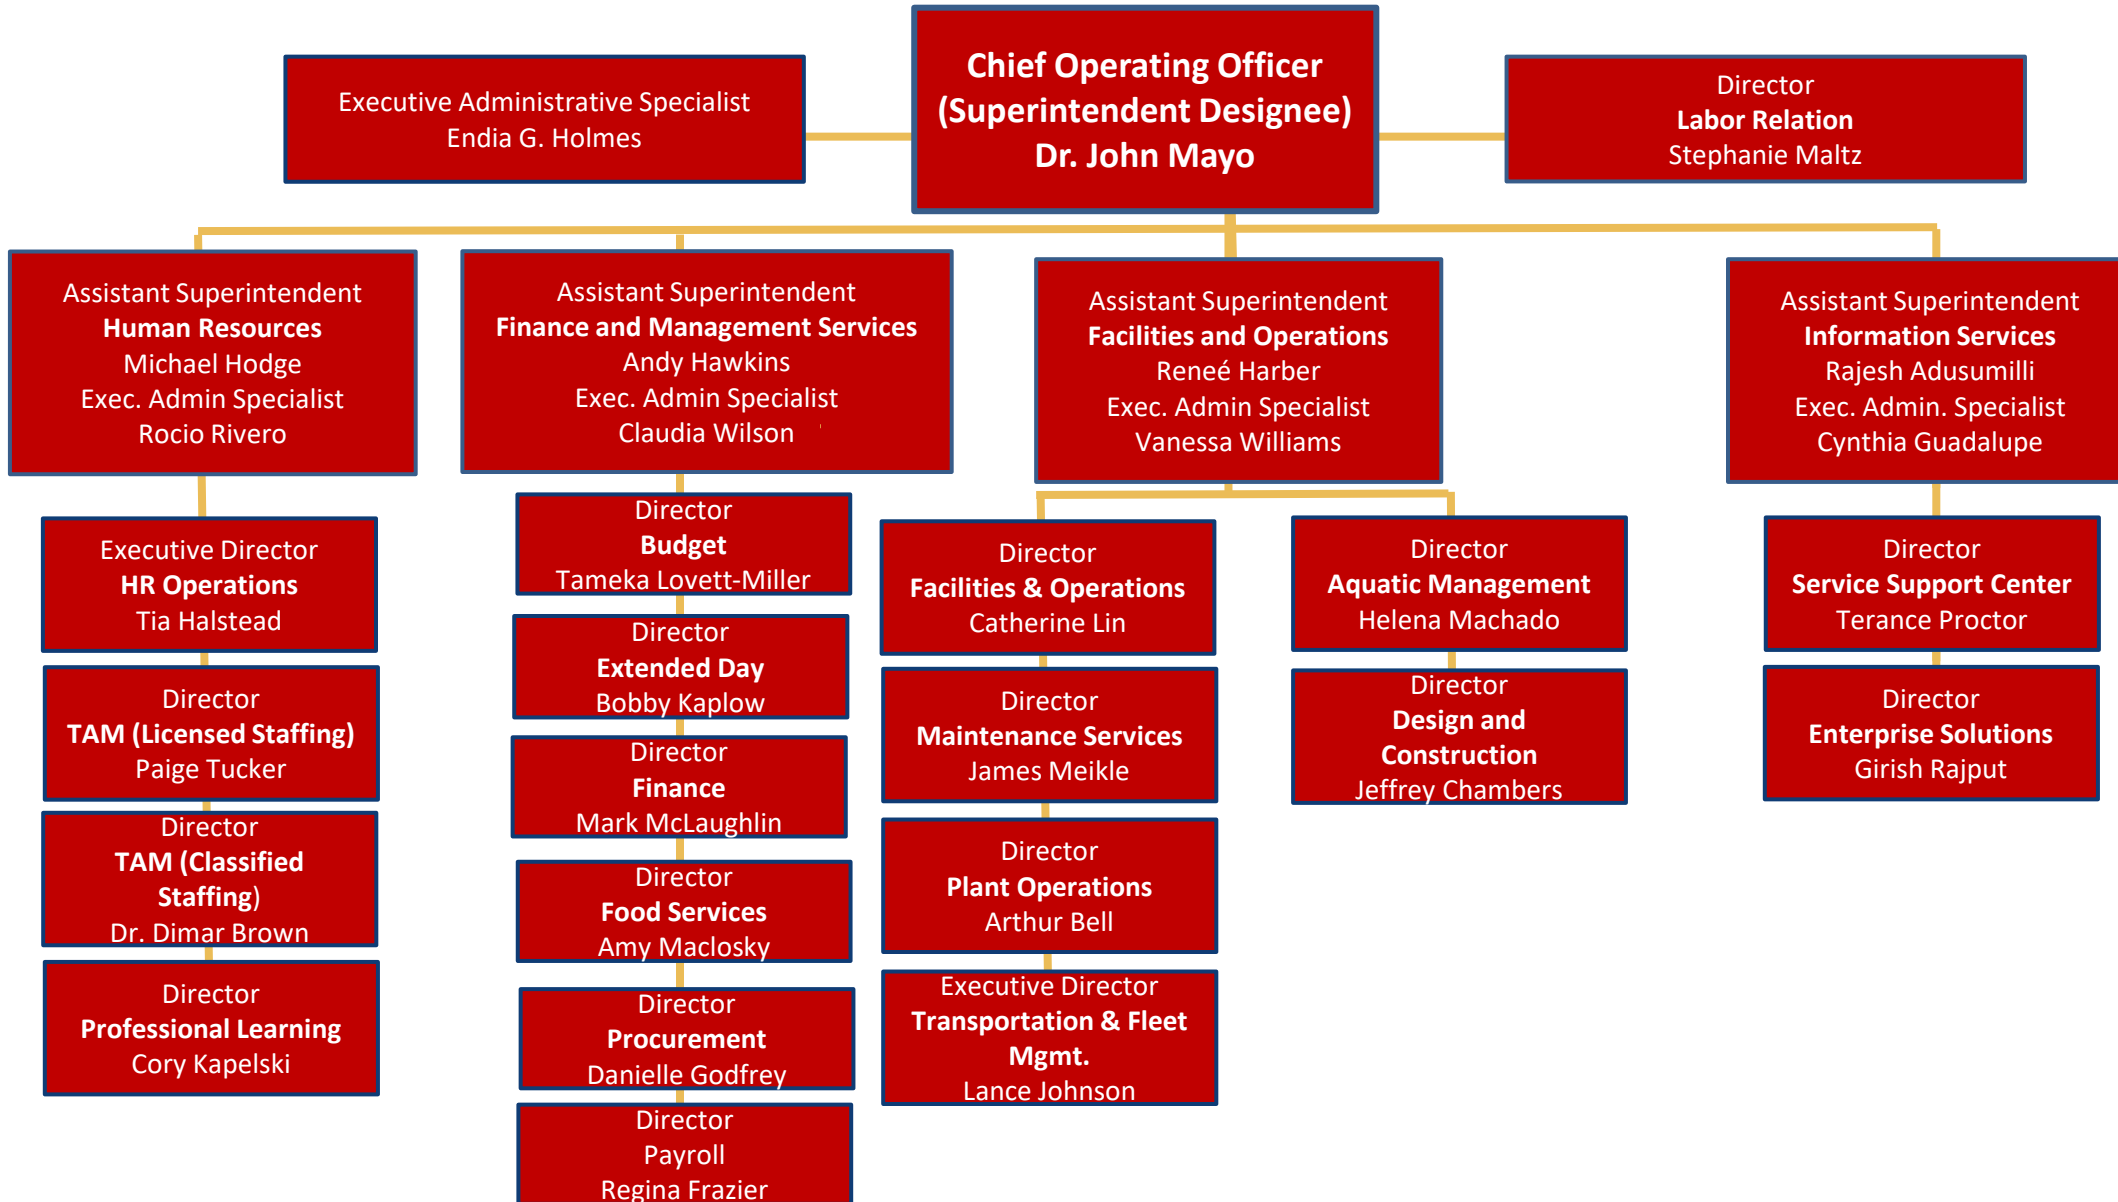 Executive Administrative Specialist
Endia G. Holmes
Chief Operating Officer
(Superintendent Designee)
Dr. John Mayo
Director
Labor Relation
Stephanie Maltz
Assistant Superintendent
Human Resources
Michael Hodge
Exec. Admin Specialist
Rocio Rivero
Assistant Superintendent
Finance and Management Services
Andy Hawkins
Exec. Admin Specialist
Claudia Wilson
Assistant Superintendent
Facilities and Operations
Reneé Harber
Exec. Admin Specialist
Vanessa Williams
Assistant Superintendent
Information Services
Rajesh Adusumilli
Exec. Admin. Specialist
Cynthia Guadalupe
Executive Director
HR Operations
Tia Halstead
Director
TAM (Licensed Staffing)
Paige Tucker
Director
TAM (Classified
Staffing)
Dr. Dimar Brown
Director
Professional Learning
Cory Kapelski
Director
Budget
Tameka Lovett-Miller
Director
Extended Day
Bobby Kaplow
Director
Finance
Mark McLaughlin
Director
Food Services
Amy Maclosky
Director
Procurement
Danielle Godfrey
Director
Payroll
Regina Frazier
Director
Facilities & Operations
Catherine Lin
Director
Maintenance Services
James Meikle
Director
Plant Operations
Arthur Bell
Executive Director
Transportation & Fleet
Mgmt.
Lance Johnson
Director
Aquatic Management
Helena Machado
Director
Design and
Construction
Jeffrey Chambers
Director
Service Support Center
Terance Proctor
Director
Enterprise Solutions
Girish Rajput